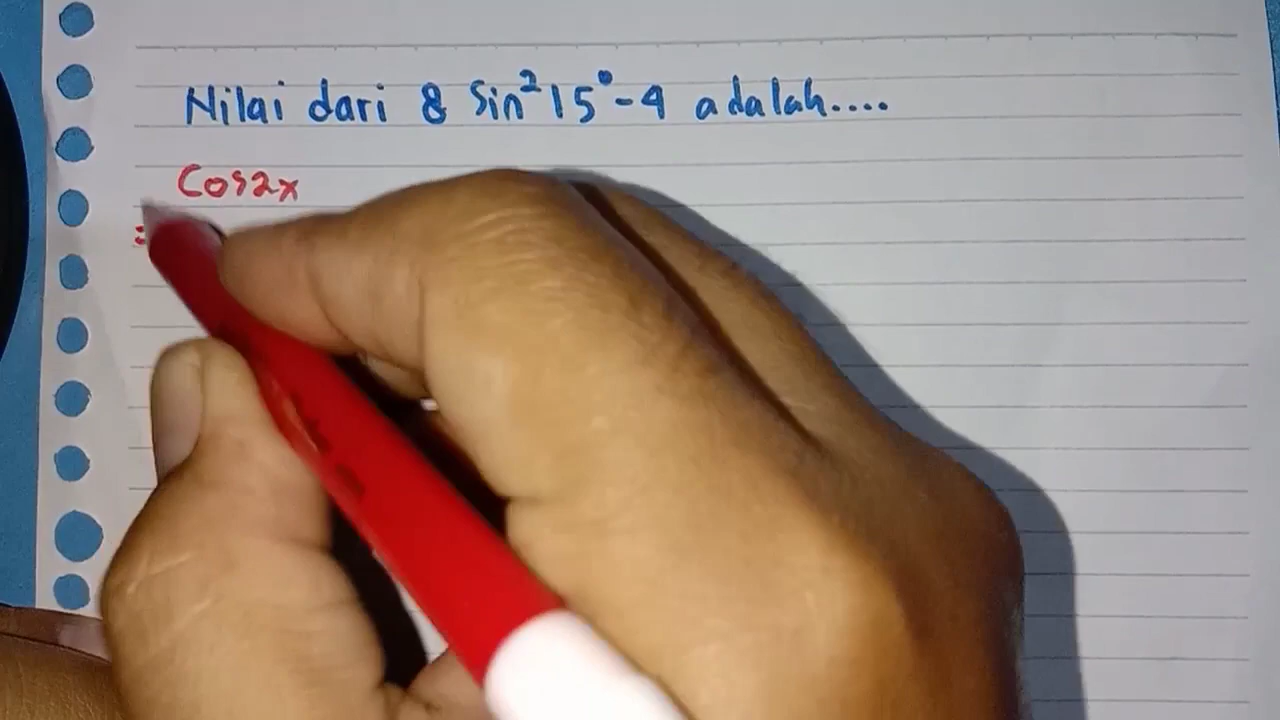 Nilai dari 8 Sin²15°-4 adalah....
Cos2x
=